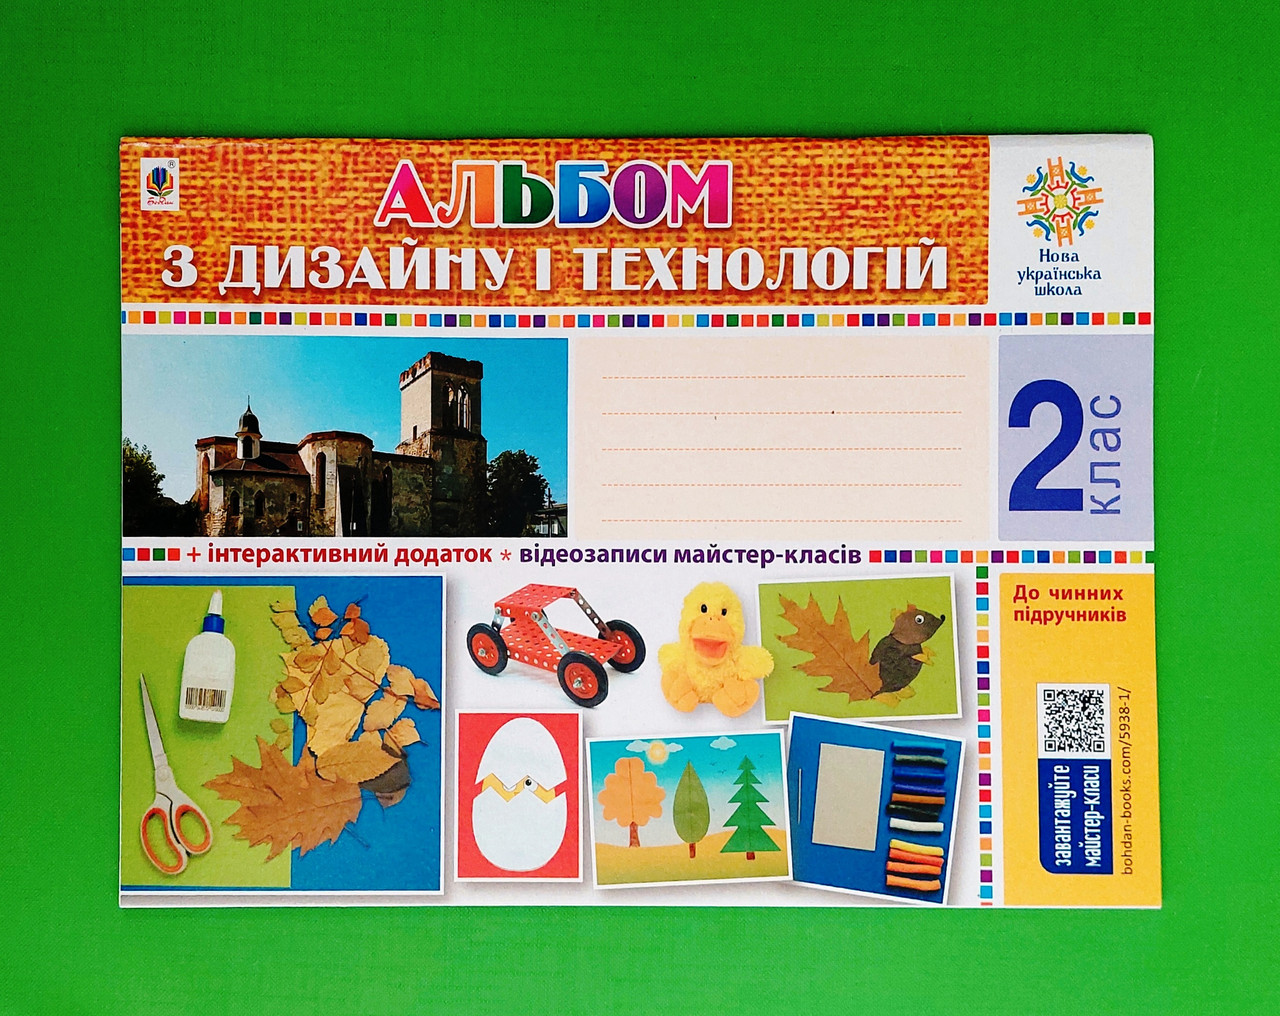 Богдан
®
АЛЬБОМ
З ДИЗАЙНУ І ТЕХНОЛОГІЙ
Нова
українська
школа
2
клас
+ інтерактивний додаток * відеозаписи майстер-класів
До чинних
підручників
завантажуйте
майстер-класи
bohdan-books.com/5938-1/